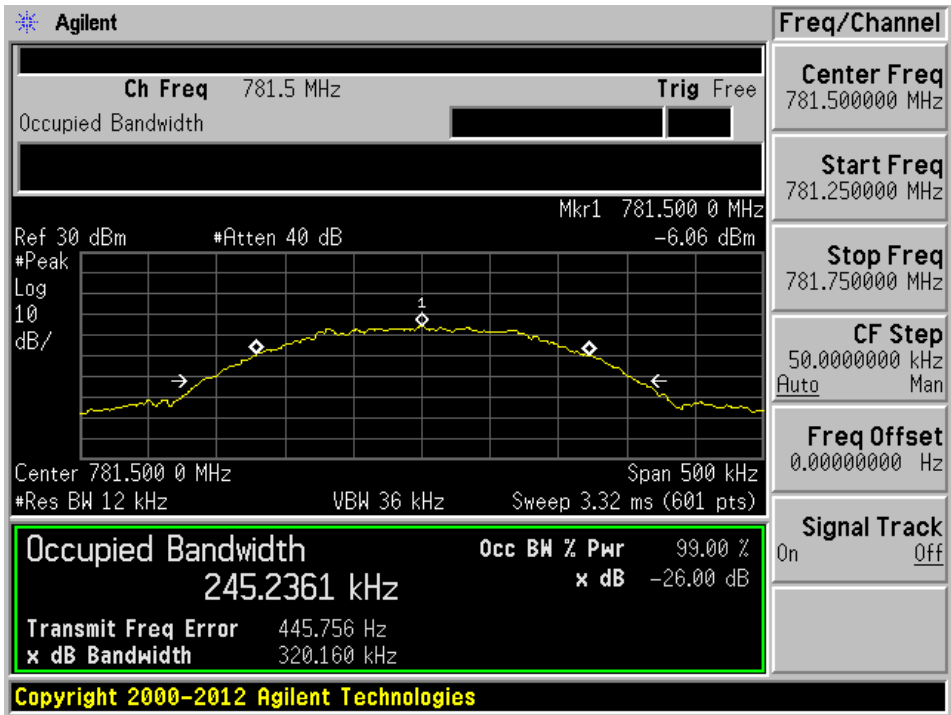 Agilent
Ch Freq 781.5 MHz Trig Free
Occupied Bandwidth
Mkr1 781.500 0 MHz
Ref 30 dBm #Atten 40 dB -6.06 dBm
#Peak
Log
10
dB/
1
Center 781.500 0 MHz Span 500 kHz
#Res BW 12 kHz VBW 36 kHz Sweep 3.32 ms (601 pts)
Occupied Bandwidth Occ BW % Pwr 99.00 %
245.2361 kHz x dB -26.00 dB
Transmit Freq Error 445.756 Hz
x dB Bandwidth 320.160 kHz
Copyright 2000-2012 Agilent Technologies
Freq/Channel
Center Freq
781.500000 MHz
Start Freq
781.250000 MHz
Stop Freq
781.750000 MHz
CF Step
50.0000000 kHz
Auto Man
Freq Offset
0.00000000 Hz
Signal Track
On Off